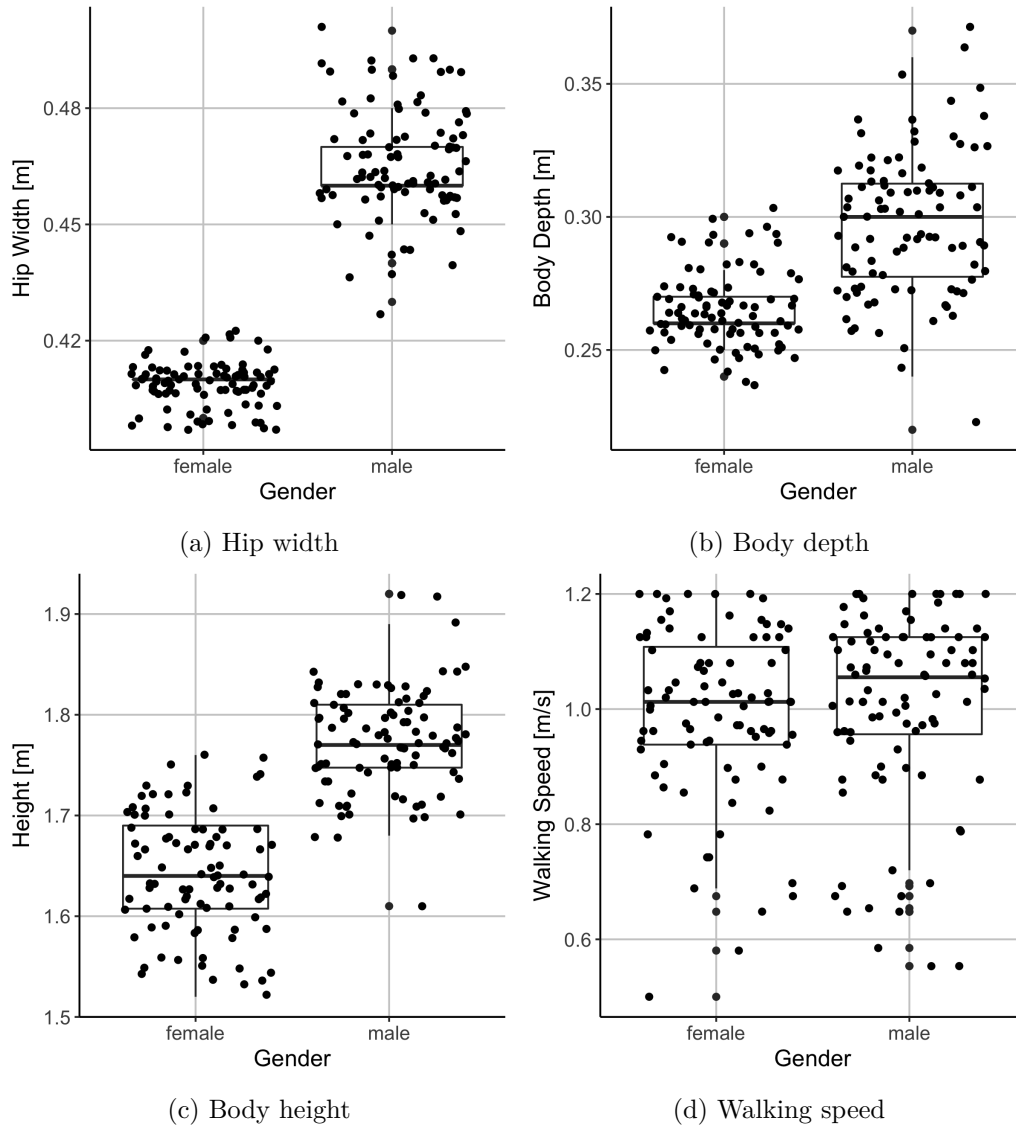 Hip Width [m]
0.48
0.45
0.42
female
male
Gender
(a) Hip width
Body Depth [m]
0.35
0.30
0.25
female
male
Gender
(b) Body depth
Height [m]
1.9
1.8
1.7
1.6
1.5
female
male
Gender
(c) Body height
Walking Speed [m/s]
1.2
1.0
0.8
0.6
female
male
Gender
(d) Walking speed